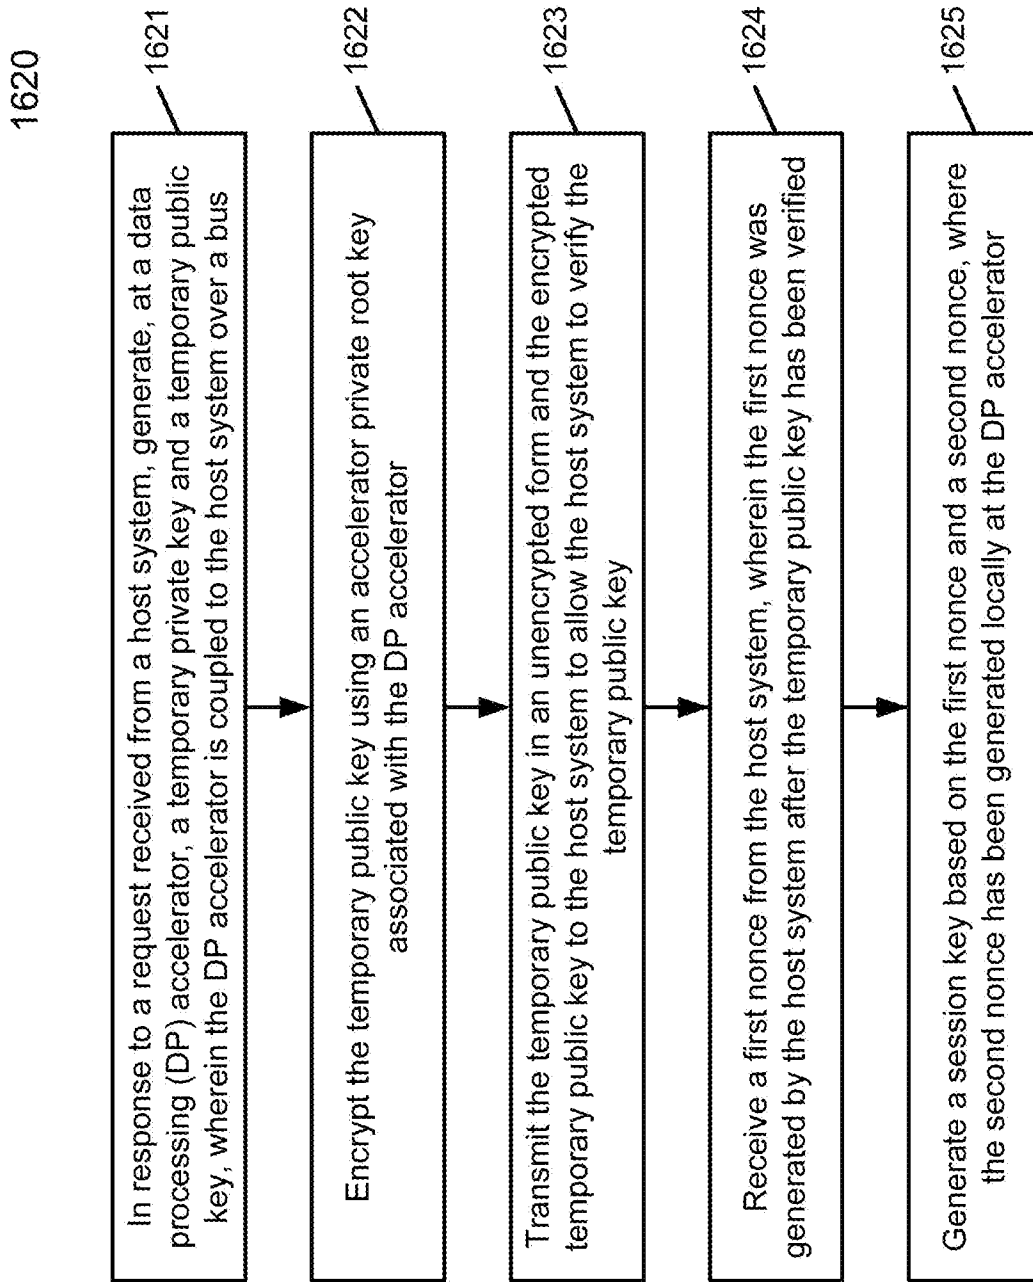 1620
In response to a request received from a host system, generate, at a data
processing (DP) accelerator, a temporary private key and a temporary public
key, wherein the DP accelerator is coupled to the host system over a bus
1621
Encrypt the temporary public key using an accelerator private root key
associated with the DP accelerator
1622
Transmit the temporary public key in an unencrypted form and the encrypted
temporary public key to the host system to allow the host system to verify the
temporary public key
1623
Receive a first nonce from the host system, wherein the first nonce was
generated by the host system after the temporary public key has been verified
1624
Generate a session key based on the first nonce and a second nonce, where
the second nonce has been generated locally at the DP accelerator
1625